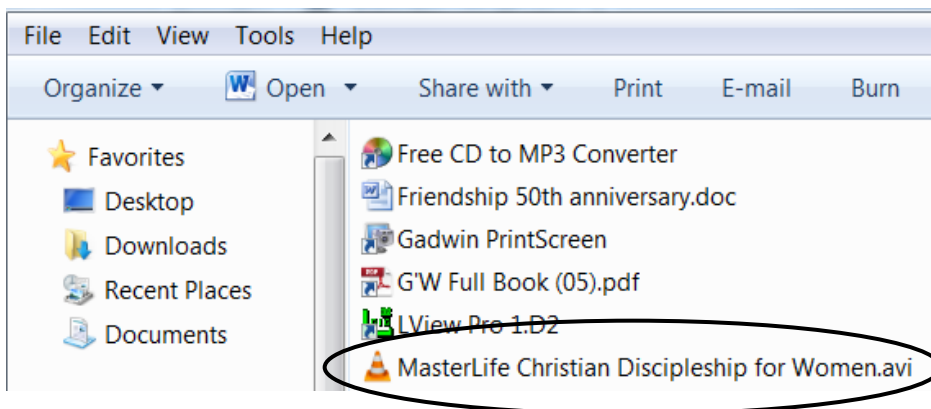 File Edit View Tools Help
Organize Open Share with Print E-mail Burn
Favorites
Desktop
Downloads
Recent Places
Documents
Free CD to MP3 Converter
Friendship 50th anniversary.doc
Gadwin PrintScreen
G'W Full Book (05).pdf
LView Pro 1.D2
MasterLife Christian Discipleship for Women.avi